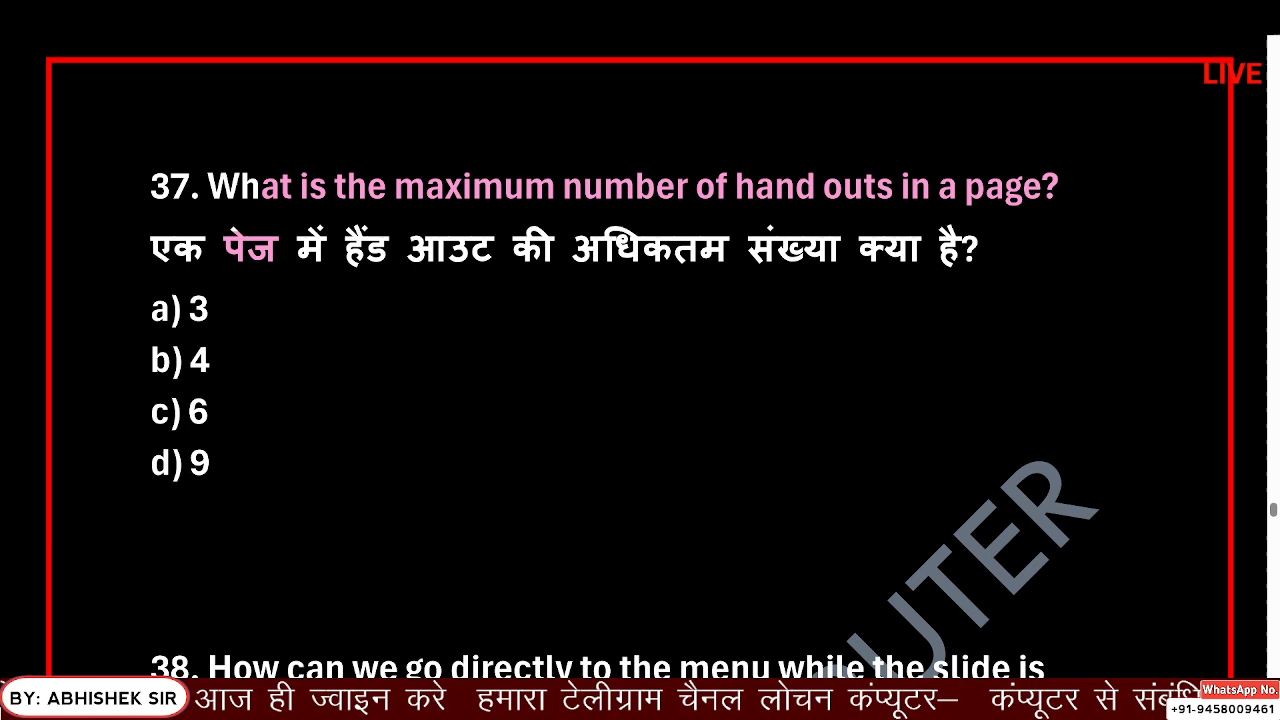 LIVE
37. What is the maximum number of hand outs in a page?
एक पेज में हैंड आउट की अधिकतम संख्या क्या है?
a) 3
b) 4
c) 6
d) 9
UTER
38. How can we go directly to the menu while the slide is
BY: ABHISHEK SIR
आज ही ज्वाइन करे हमारा टेलीग्राम चैनल लोचन कंप्यूटर– कंप्यूटर से
WhatsApp No.
+91-9458009461